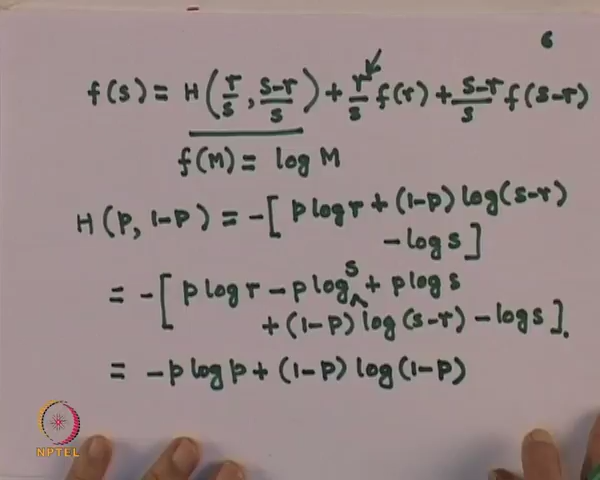 6
f(s) = H(r/s, s-r/s) + r/s f(r) + s-r/s f(s-r)
f(M) = log M
H(p, 1-p) = -[ p log r + (1-p) log(s-r)
- log s]
= -[ p log r - p log s + p log s
+ (1-p) log(s-r) - log s].
= -p log p + (1-p) log(1-p)
NPTEL